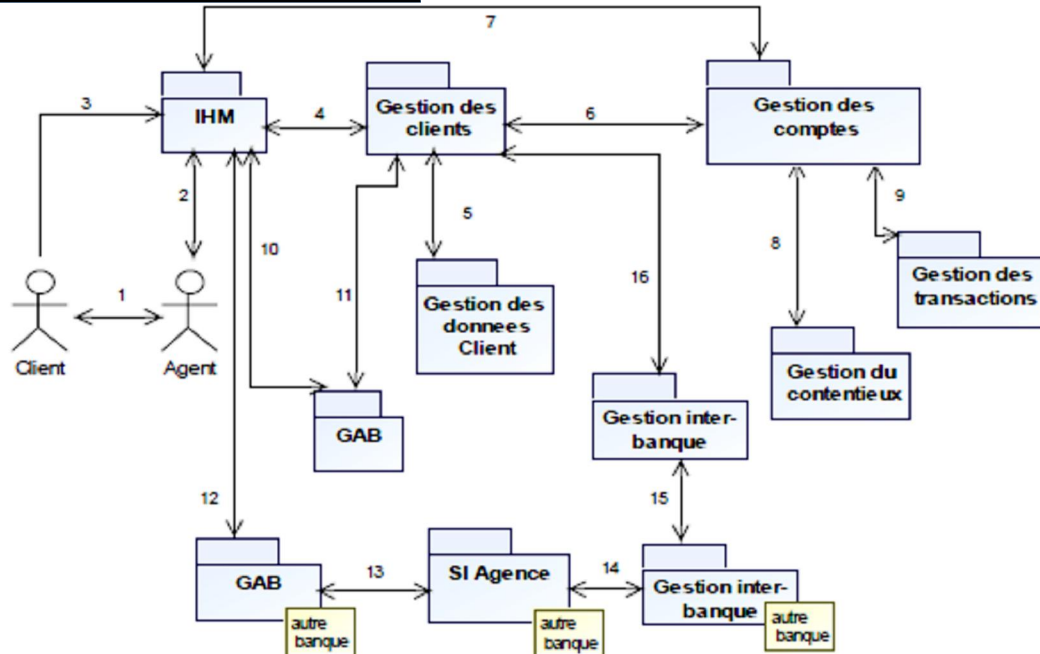 7
3
IHM
4
Gestion des
clients
6
Gestion des
comptes
2
10
11
5
16
8
9
1
Client
Agent
Gestion des
donnees
Client
Gestion des
transactions
Gestion du
contentieux
GAB
Gestion inter-
banque
12
15
GAB
autre
banque
13
SI Agence
autre
banque
14
Gestion inter-
banque
autre
banque